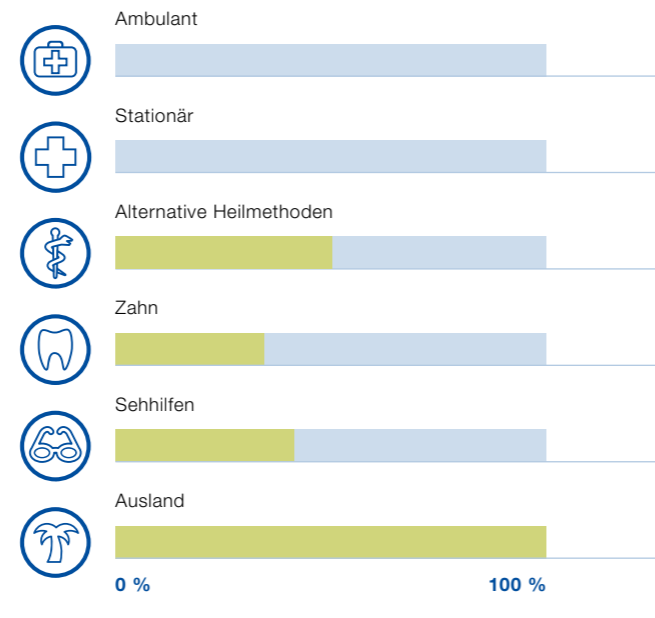 Ambulant
Stationär
Alternative Heilmethoden
Zahn
Sehhilfen
Ausland
0 % 100 %